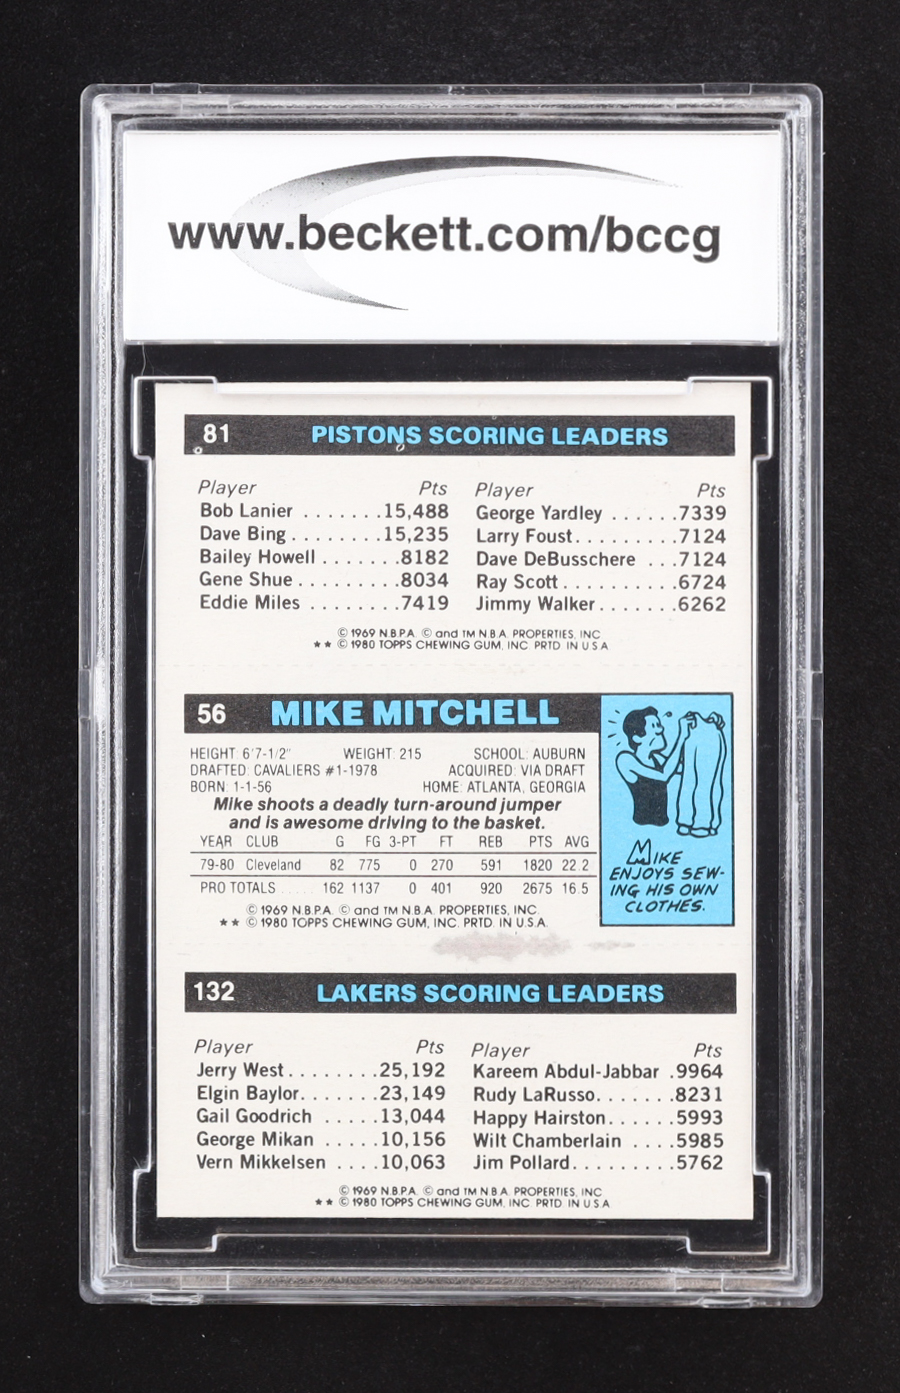 www.beckett.com/bccg
81 PISTONS SCORING LEADERS
Player Pts Player Pts
Bob Lanier .......15,488 George Yardley ......7339
Dave Bing.........15,235 Larry Foust.........7124
Bailey Howell .......8182 Dave DeBusschere ...7124
Gene Shue.........8034 Ray Scott..........6724
Eddie Miles ........7419 Jimmy Walker.......6262
© 1969 N.B.P.A. © and TM N.B.A. PROPERTIES, INC
★★ © 1980 TOPPS CHEWING GUM, INC. PRTD. IN U.S.A
56 MIKE MITCHELL
HEIGHT: 6'7-1/2" WEIGHT: 215 SCHOOL: AUBURN
DRAFTED: CAVALIERS #1-1978 ACQUIRED: VIA DRAFT
BORN: 1-1-56 HOME: ATLANTA, GEORGIA
Mike shoots a deadly turn-around jumper
and is awesome driving to the basket.
YEAR CLUB G FG 3-PT FT REB PTS AVG
79-80 Cleveland 82 775 0 270 591 1820 22.2
PRO TOTALS ..... 162 1137 0 401 920 2675 16.5
© 1969 N.B.P.A. © and TM N.B.A. PROPERTIES, INC.
★★ © 1980 TOPPS CHEWING GUM, INC. PRTD. IN U.S.A.
MIKE
ENJOYS SEW-
ING HIS OWN
CLOTHES.
132 LAKERS SCORING LEADERS
Player Pts Player Pts
Jerry West........25,192 Kareem Abdul-Jabbar .9964
Elgin Baylor.......23,149 Rudy LaRusso.......8231
Gail Goodrich .....13,044 Happy Hairston......5993
George Mikan .....10,156 Wilt Chamberlain ....5985
Vern Mikkelsen ....10,063 Jim Pollard.........5762
© 1969 N.B.P.A. © and TM N.B.A. PROPERTIES, INC
★★ © 1980 TOPPS CHEWING GUM, INC. PRTD. IN U.S.A